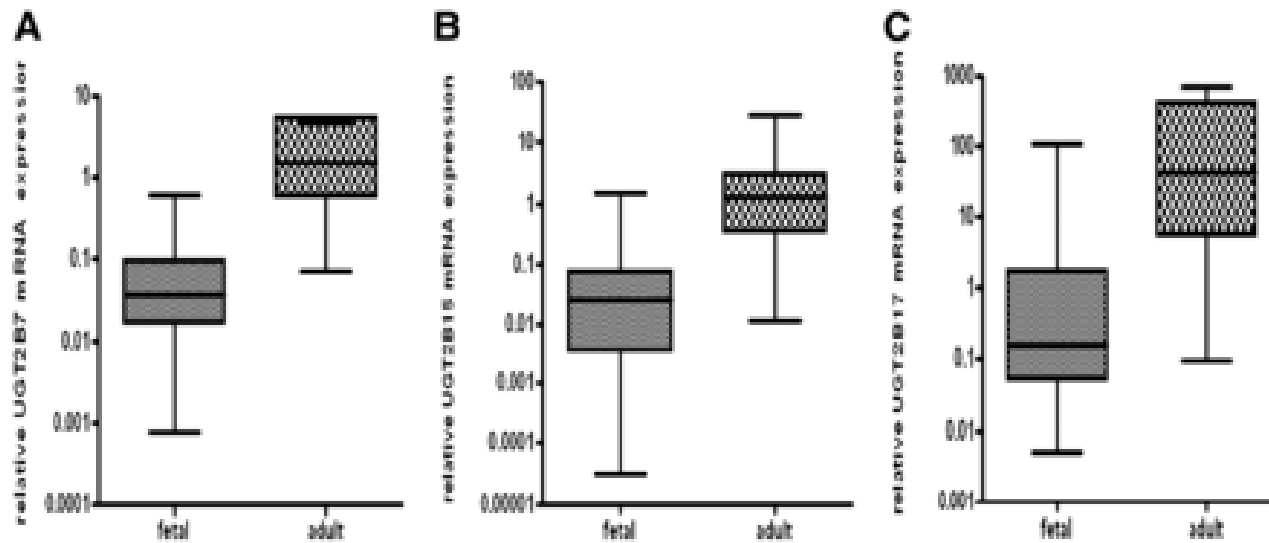 A
relative UGT2B7 mRNA expression
10
1
0.1
0.01
0.001
0.0001
fetal
adult
B
relative UGT2B15 mRNA expression
100
10
1
0.1
0.01
0.001
0.0001
0.00001
fetal
adult
C
relative UGT2B17 mRNA expression
1000
100
10
1
0.1
0.01
0.001
fetal
adult